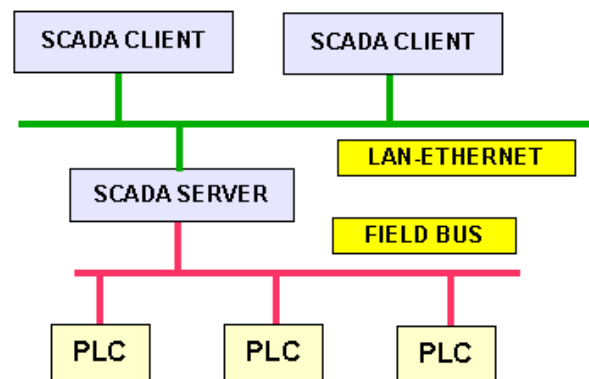 SCADA CLIENT
SCADA CLIENT
LAN-ETHERNET
SCADA SERVER
FIELD BUS
PLC
PLC
PLC